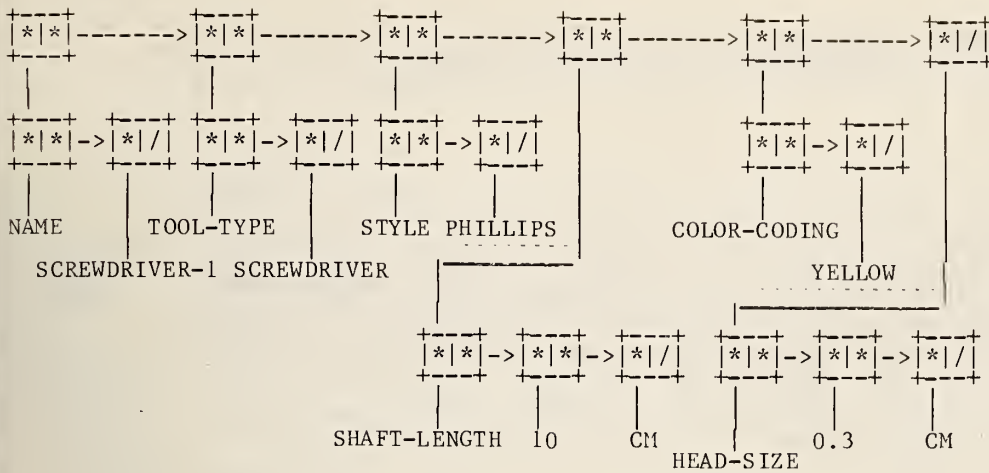 +---+ +---+ +---+ +---+ +---+ +---+
|*|*|--------->|*|*|-------->|*|*|-------->|*|*|-------->|*|*|-------->|*|/|
+---+ +---+ +---+ +---+ +---+ +---+
+---+ +---+ +---+ +---+ +---+ +---+ +---+ +---+
|*|*|->|*|/| |*|*|->|*|/| |*|*|->|*|/| |*|*|->|*|/|
+---+ +---+ +---+ +---+ +---+ +---+ +---+ +---+
NAME TOOL-TYPE STYLE PHILLIPS COLOR-CODING
SCREWDRIVER-1 SCREWDRIVER YELLOW
+---+ +---+ +---+ +---+ +---+ +---+
|*|*|->|*|*|->|*|/| |*|*|->|*|*|->|*|/|
+---+ +---+ +---+ +---+ +---+ +---+
SHAFT-LENGTH 10 CM 0.3 CM
HEAD-SIZE